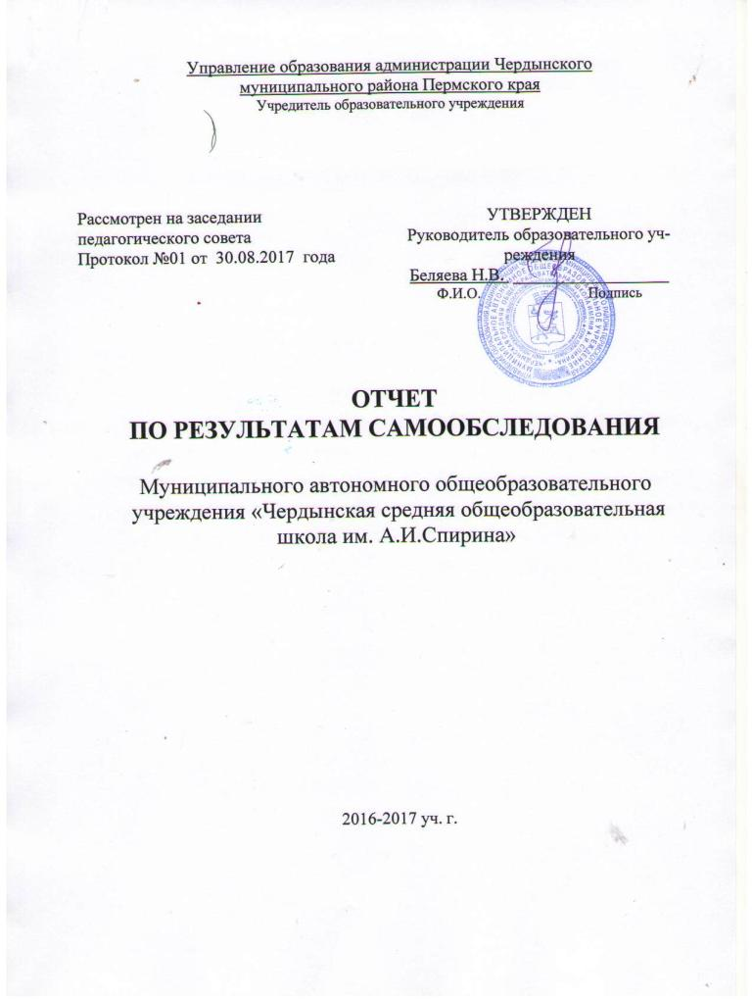 Управление образования администрации Чердынского
муниципального района Пермского края
Учредитель образовательного учреждения
Рассмотрен на заседании
педагогического совета
Протокол №01 от 30.08.2017 года
УТВЕРЖДЕН
Руководитель образовательного уч-
реждения
Беляева Н.В.
Ф.И.О. Подпись
ОТЧЕТ
ПО РЕЗУЛЬТАТАМ САМООБСЛЕДОВАНИЯ
Муниципального автономного общеобразовательного
учреждения «Чердынская средняя общеобразовательная
школа им. А.И.Спирина»
2016-2017 уч. г.